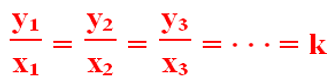 y₁/x₁ = y₂/x₂ = y₃/x₃ = · · · = k